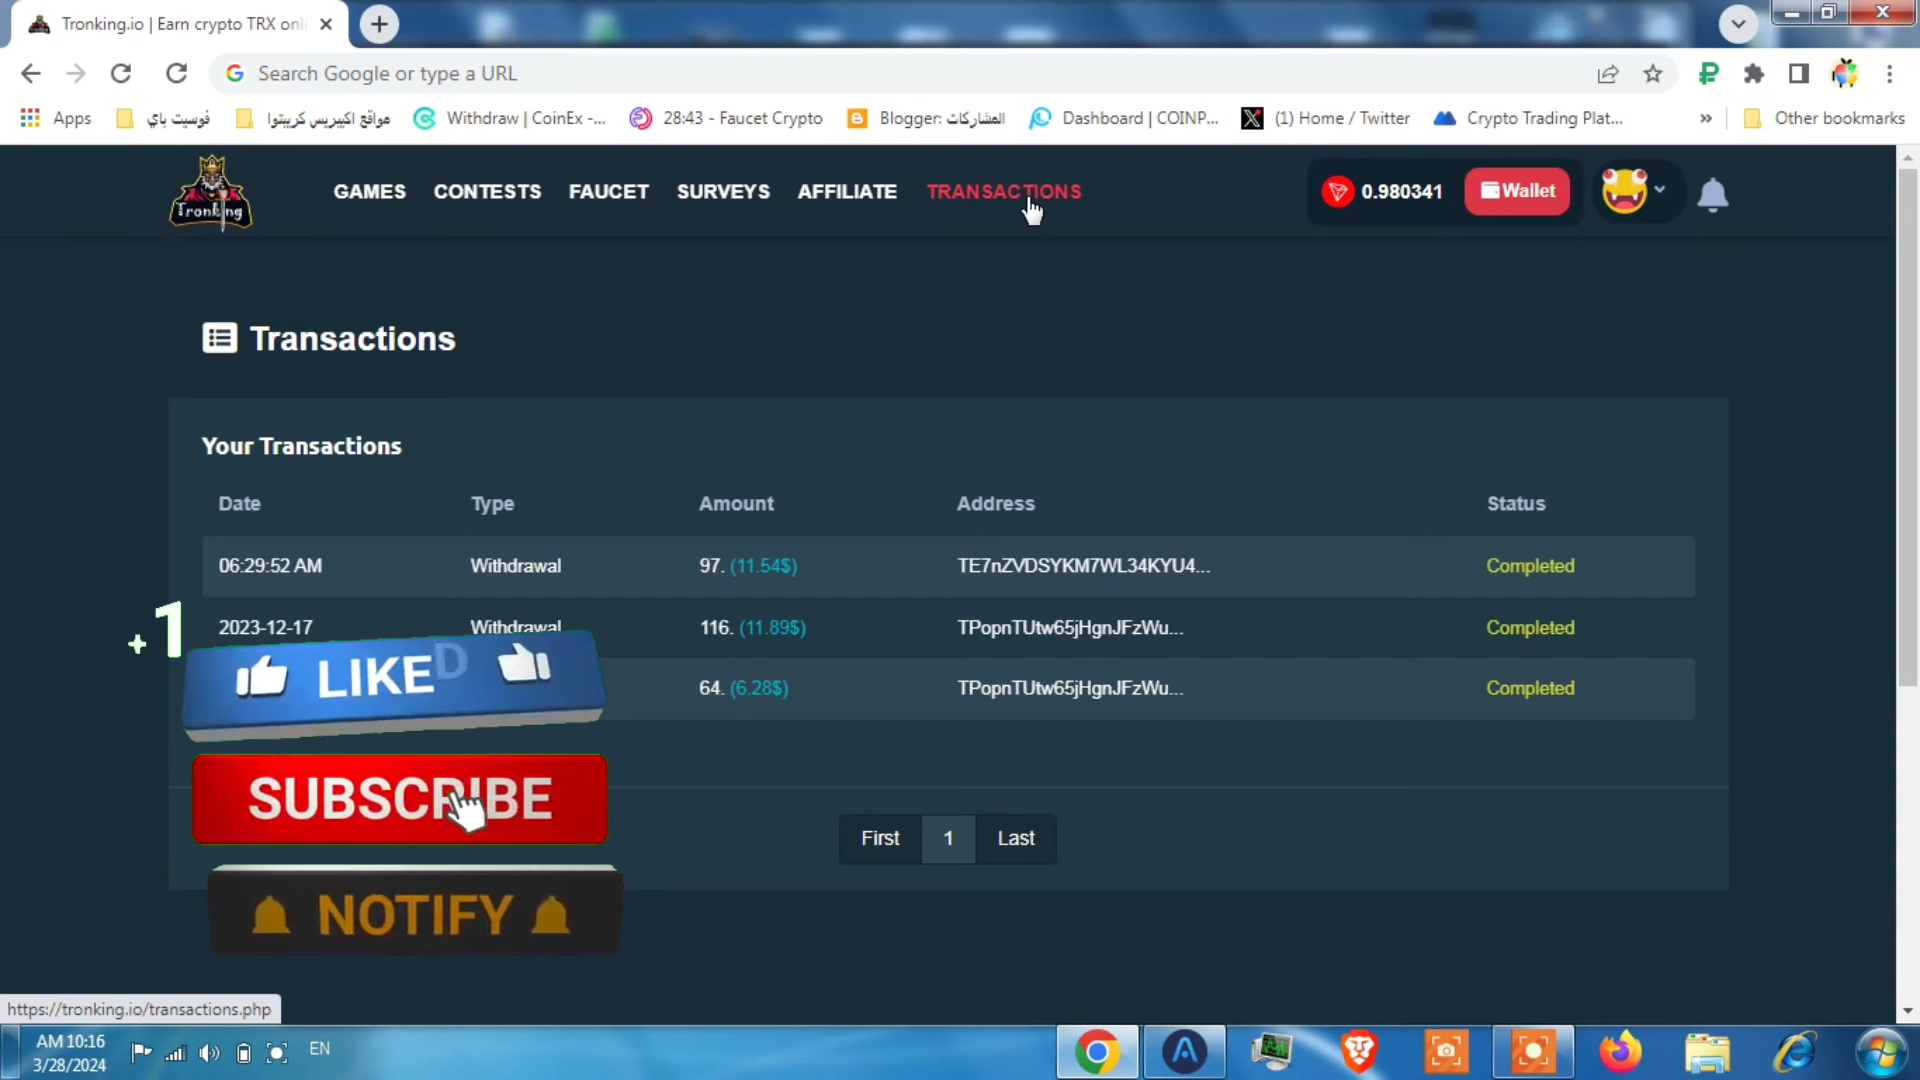 Tronking.io | Earn crypto TRX onli
Search Google or type a URL
Apps
فوسيت باي
مواقع اكبيريس كريبتوا
Withdraw | CoinEx -...
28:43 - Faucet Crypto
Blogger: المشاركات
Dashboard | COINP...
(1) Home / Twitter
Crypto Trading Plat...
»
Other bookmarks
Tronking
GAMES CONTESTS FAUCET SURVEYS AFFILIATE TRANSACTIONS
0.980341
Wallet
Transactions
Your Transactions
Date Type Amount Address Status
06:29:52 AM Withdrawal 97. (11.54$) TE7nZVDSYKM7WL34KYU4... Completed
2023-12-17 Withdrawal 116. (11.89$) TPopnTUtw65jHgnJFzWu... Completed
64. (6.28$) TPopnTUtw65jHgnJFzWu... Completed
+1
LIKED
SUBSCRIBE
NOTIFY
First 1 Last
https://tronking.io/transactions.php
AM 10:16
3/28/2024
EN